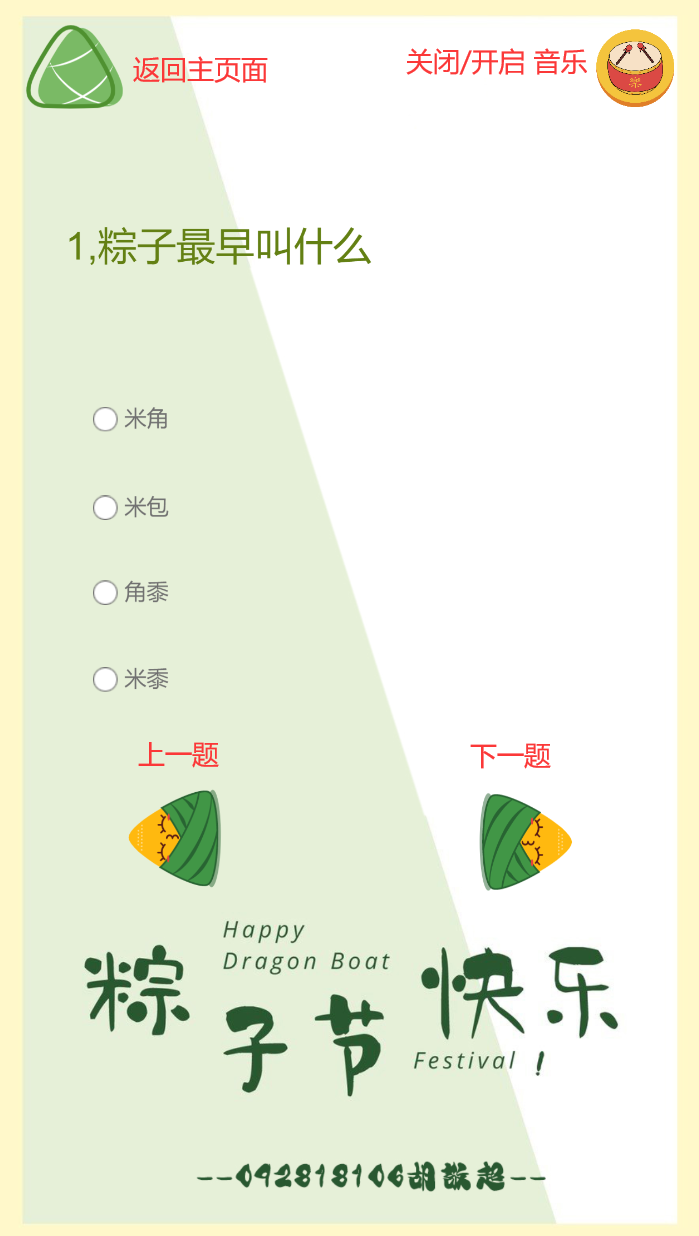 返回主页面
关闭/开启 音乐
1,粽子最早叫什么
米角
米包
角黍
米黍
上一题
下一题
Happy
Dragon Boat
粽子节快乐
Festival !
--042818106胡敬超--